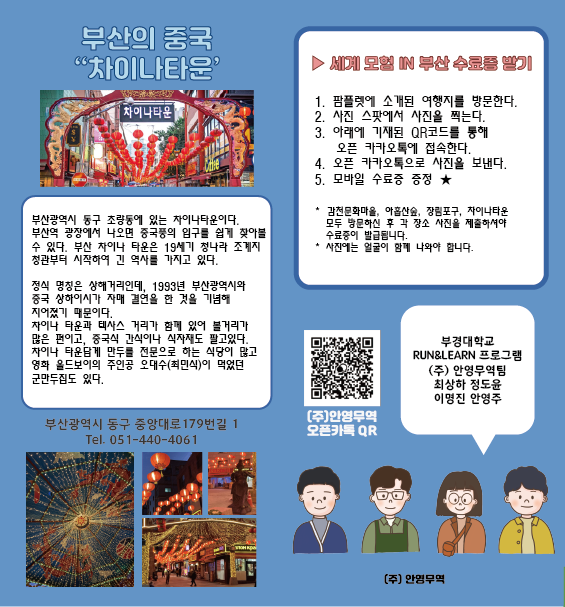 부산의 중국
“차이나타운’
차이나타운
부산광역시 동구 초량동에 있는 차이나타운이다.
부산역 광장에서 나오면 중국풍의 입구를 쉽게 찾아볼
수 있다. 부산 차이나 타운은 19세기 청나라 조계지
청관부터 시작하여 긴 역사를 가지고 있다.
정식 명칭은 상해거리인데, 1993년 부산광역시와
중국 상하이시가 자매 결연을 한 것을 기념해
지어졌기 때문이다.
차이나 타운과 텍사스 거리가 함께 있어 볼거리가
많은 편이고, 중국식 간식이나 식자재도 팔고있다.
차이나 타운답게 만두를 전문으로 하는 식당이 많고
영화 올드보이의 주인공 오대수(최민식)이 먹었던
군만두집도 있다.
부산광역시 동구 중앙대로179번길 1
Tel. 051-440-4061
▶ 세계 모험 IN 부산 수료증 받기
1. 팜플렛에 소개된 여행지를 방문한다.
2. 사진 스팟에서 사진을 찍는다.
3. 아래에 기재된 QR코드를 통해
오픈 카카오톡에 접속한다.
4. 오픈 카카오톡으로 사진을 보낸다.
5. 모바일 수료증 증정 ★
* 감천문화마을, 아홉산숲, 장림포구, 차이나타운
모두 방문하신 후 각 장소 사진을 제출하셔야
수료증이 발급됩니다.
* 사진에는 얼굴이 함께 나와야 합니다.
(주)안영무역
오픈카톡 QR
부경대학교
RUN&LEARN 프로그램
(주) 안영무역팀
최상하 정도윤
이명진 안영주
(주) 안영무역